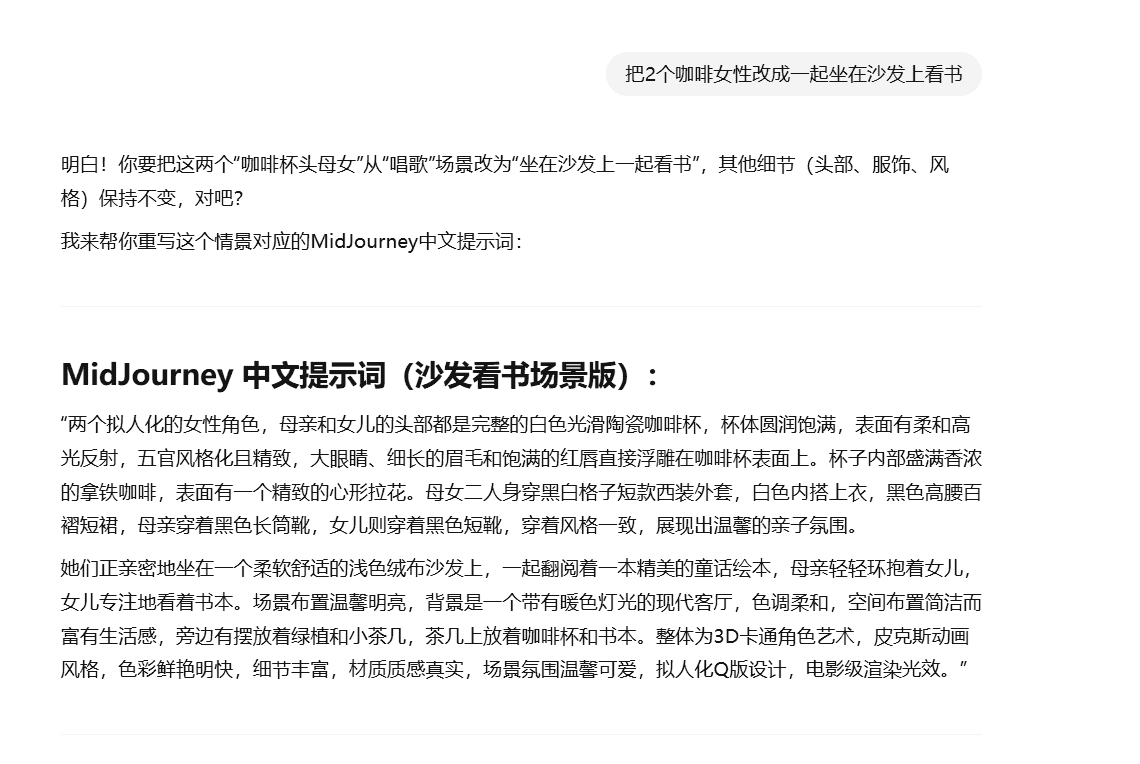 把2个咖啡女性改成一起坐在沙发上看书
明白！你要把这两个“咖啡杯头母女”从“唱歌”场景改为“坐在沙发上一起看书”，其他细节（头部、服饰、风
格）保持不变，对吧？
我来帮你重写这个情景对应的MidJourney中文提示词：
MidJourney 中文提示词（沙发看书场景版）：
“两个拟人化的女性角色，母亲和女儿的头部都是完整的白色光滑陶瓷咖啡杯，杯体圆润饱满，表面有柔和高
光反射，五官风格化且精致，大眼睛、细长的眉毛和饱满的红唇直接浮雕在咖啡杯表面上。杯子内部盛满香浓
的拿铁咖啡，表面有一个精致的心形拉花。母女二人身穿黑白格子短款西装外套，白色内搭上衣，黑色高腰百
褶短裙，母亲穿着黑色长筒靴，女儿则穿着黑色短靴，穿着风格一致，展现出温馨的亲子氛围。
她们正亲密地坐在一个柔软舒适的浅色绒布沙发上，一起翻阅着一本精美的童话绘本，母亲轻轻环抱着女儿，
女儿专注地看着书本。场景布置温馨明亮，背景是一个带有暖色灯光的现代客厅，色调柔和，空间布置简洁而
富有生活感，旁边有摆放着绿植和小茶几，茶几上放着咖啡杯和书本。整体为3D卡通角色艺术，皮克斯动画
风格，色彩鲜艳明快，细节丰富，材质质感真实，场景氛围温馨可爱，拟人化Q版设计，电影级渲染光效。”